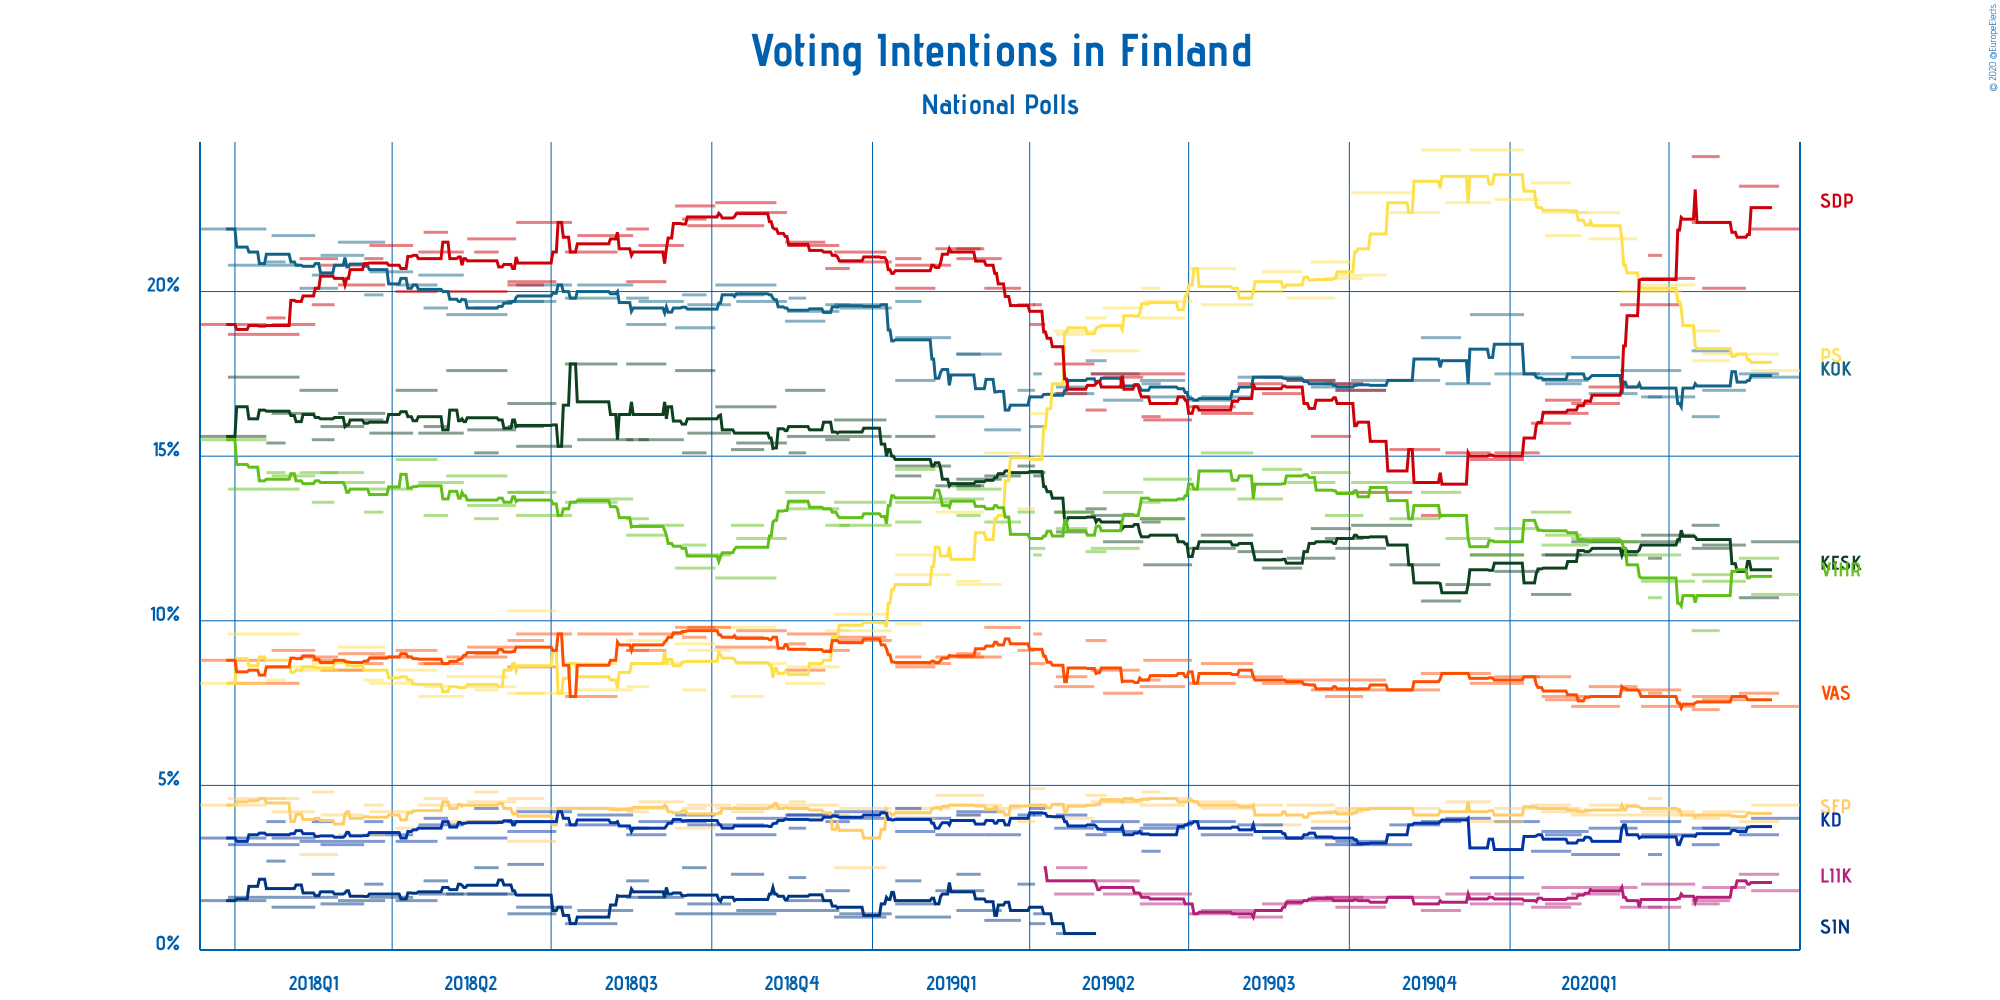 Voting Intentions in Finland
National Polls
© 2020 @EuropeElects
20%
15%
10%
5%
0%
SDP
PS
KOK
KESK
VIHR
VAS
SFP
KD
LIIK
SIN
2018Q1 2018Q2 2018Q3 2018Q4 2019Q1 2019Q2 2019Q3 2019Q4 2020Q1